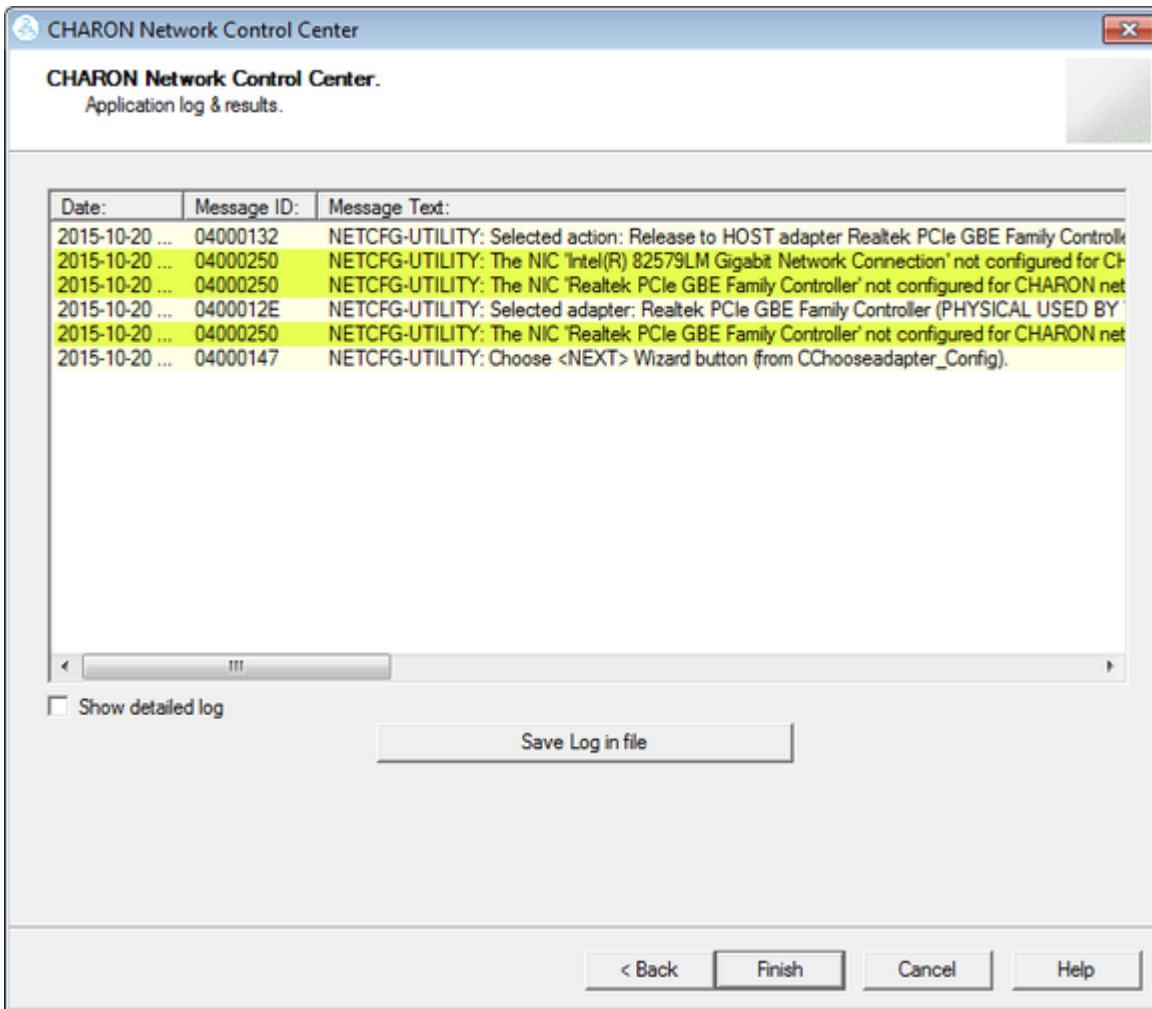 CHARON Network Control Center
CHARON Network Control Center.
Application log & results.
Date: Message ID: Message Text:
2015-10-20 ... 04000132 NETCFG-UTILITY: Selected action: Release to HOST adapter Realtek PCIe GBE Family Controlle
2015-10-20 ... 04000250 NETCFG-UTILITY: The NIC 'Intel(R) 82579LM Gigabit Network Connection' not configured for CH
2015-10-20 ... 04000250 NETCFG-UTILITY: The NIC 'Realtek PCIe GBE Family Controller' not configured for CHARON net
2015-10-20 ... 0400012E NETCFG-UTILITY: Selected adapter: Realtek PCIe GBE Family Controller (PHYSICAL USED BY
2015-10-20 ... 04000250 NETCFG-UTILITY: The NIC 'Realtek PCIe GBE Family Controller' not configured for CHARON net
2015-10-20 ... 04000147 NETCFG-UTILITY: Choose <NEXT> Wizard button (from CChooseadapter_Config).
Show detailed log
Save Log in file
< Back Finish Cancel Help